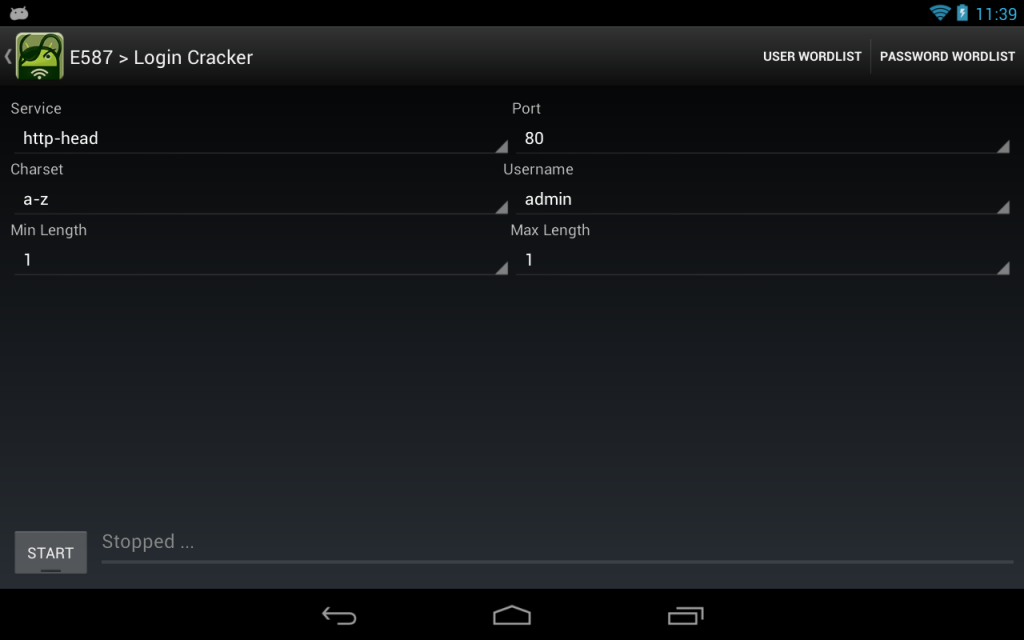 11:39
E587 > Login Cracker
USER WORDLIST
PASSWORD WORDLIST
Service
Port
http-head
80
Charset
Username
a-z
admin
Min Length
Max Length
1
1
START
Stopped ...